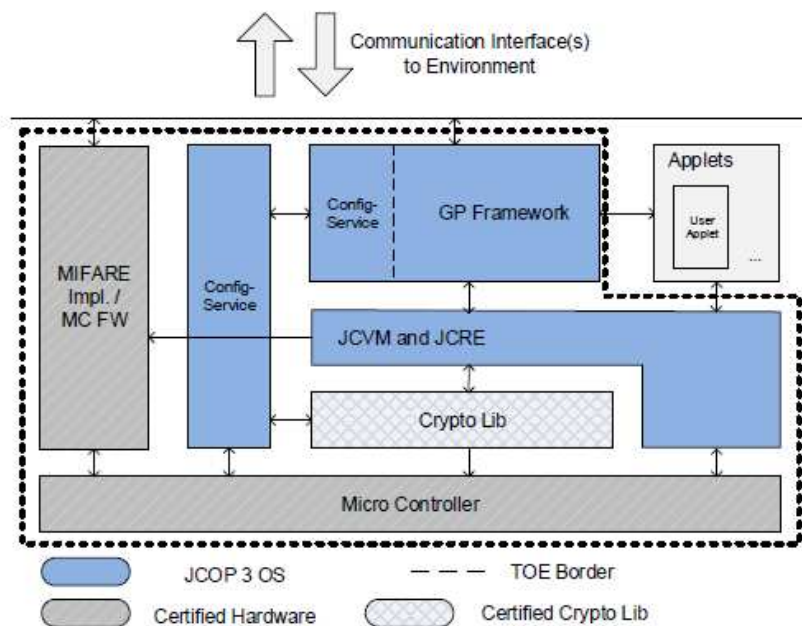 Communication Interface(s)
to Environment
MIFARE
Impl. /
MC FW
Config-
Service
Config-
Service
GP Framework
Applets
User
Applet
...
JCVM and JCRE
Crypto Lib
Micro Controller
JCOP 3 OS
TOE Border
Certified Hardware
Certified Crypto Lib